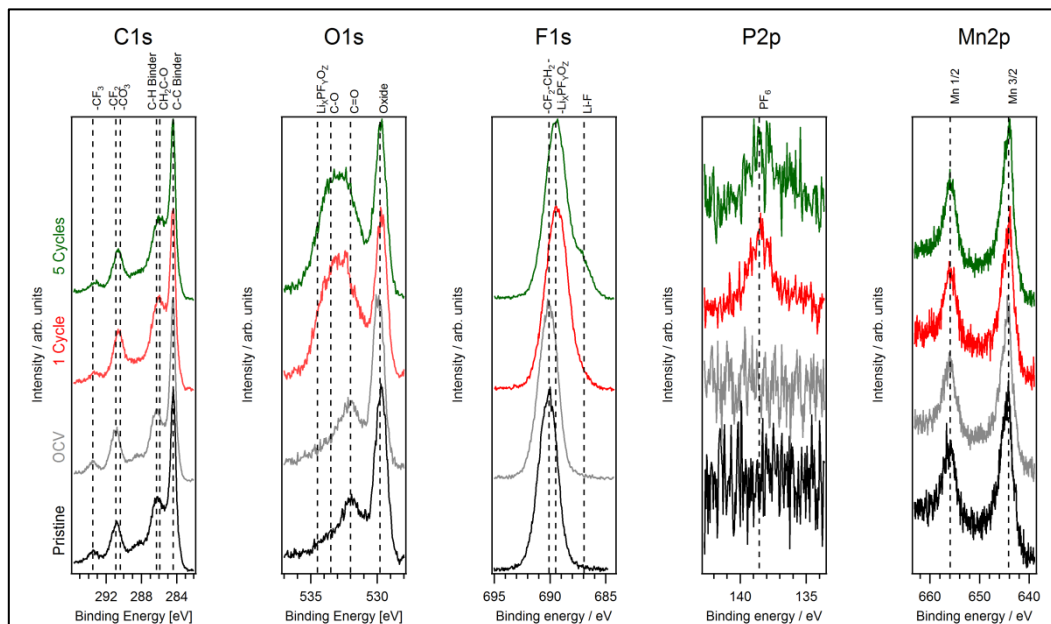 C1s
O1s
F1s
P2p
Mn2p
-CF₃
-CF₂
-CO₃
C-H Binder
CH₂C-O
C-C Binder
LiₓPFᵧO_Z
C-O
C=O
Oxide
-CF₂-CH₂-
-LiₓPFᵧO_Z
Li-F
PF₆
Mn 1/2
Mn 3/2
5 Cycles
1 Cycle
OCV
Pristine
Intensity / arb. units
Intensity / arb. units
Intensity / arb. units
Intensity / arb. units
Intensity / arb. units
292 288 284
535 530
695 690 685
140 135
660 650 640
Binding Energy [eV]
Binding Energy [eV]
Binding Energy / eV
Binding Energy / eV
Binding Energy / eV